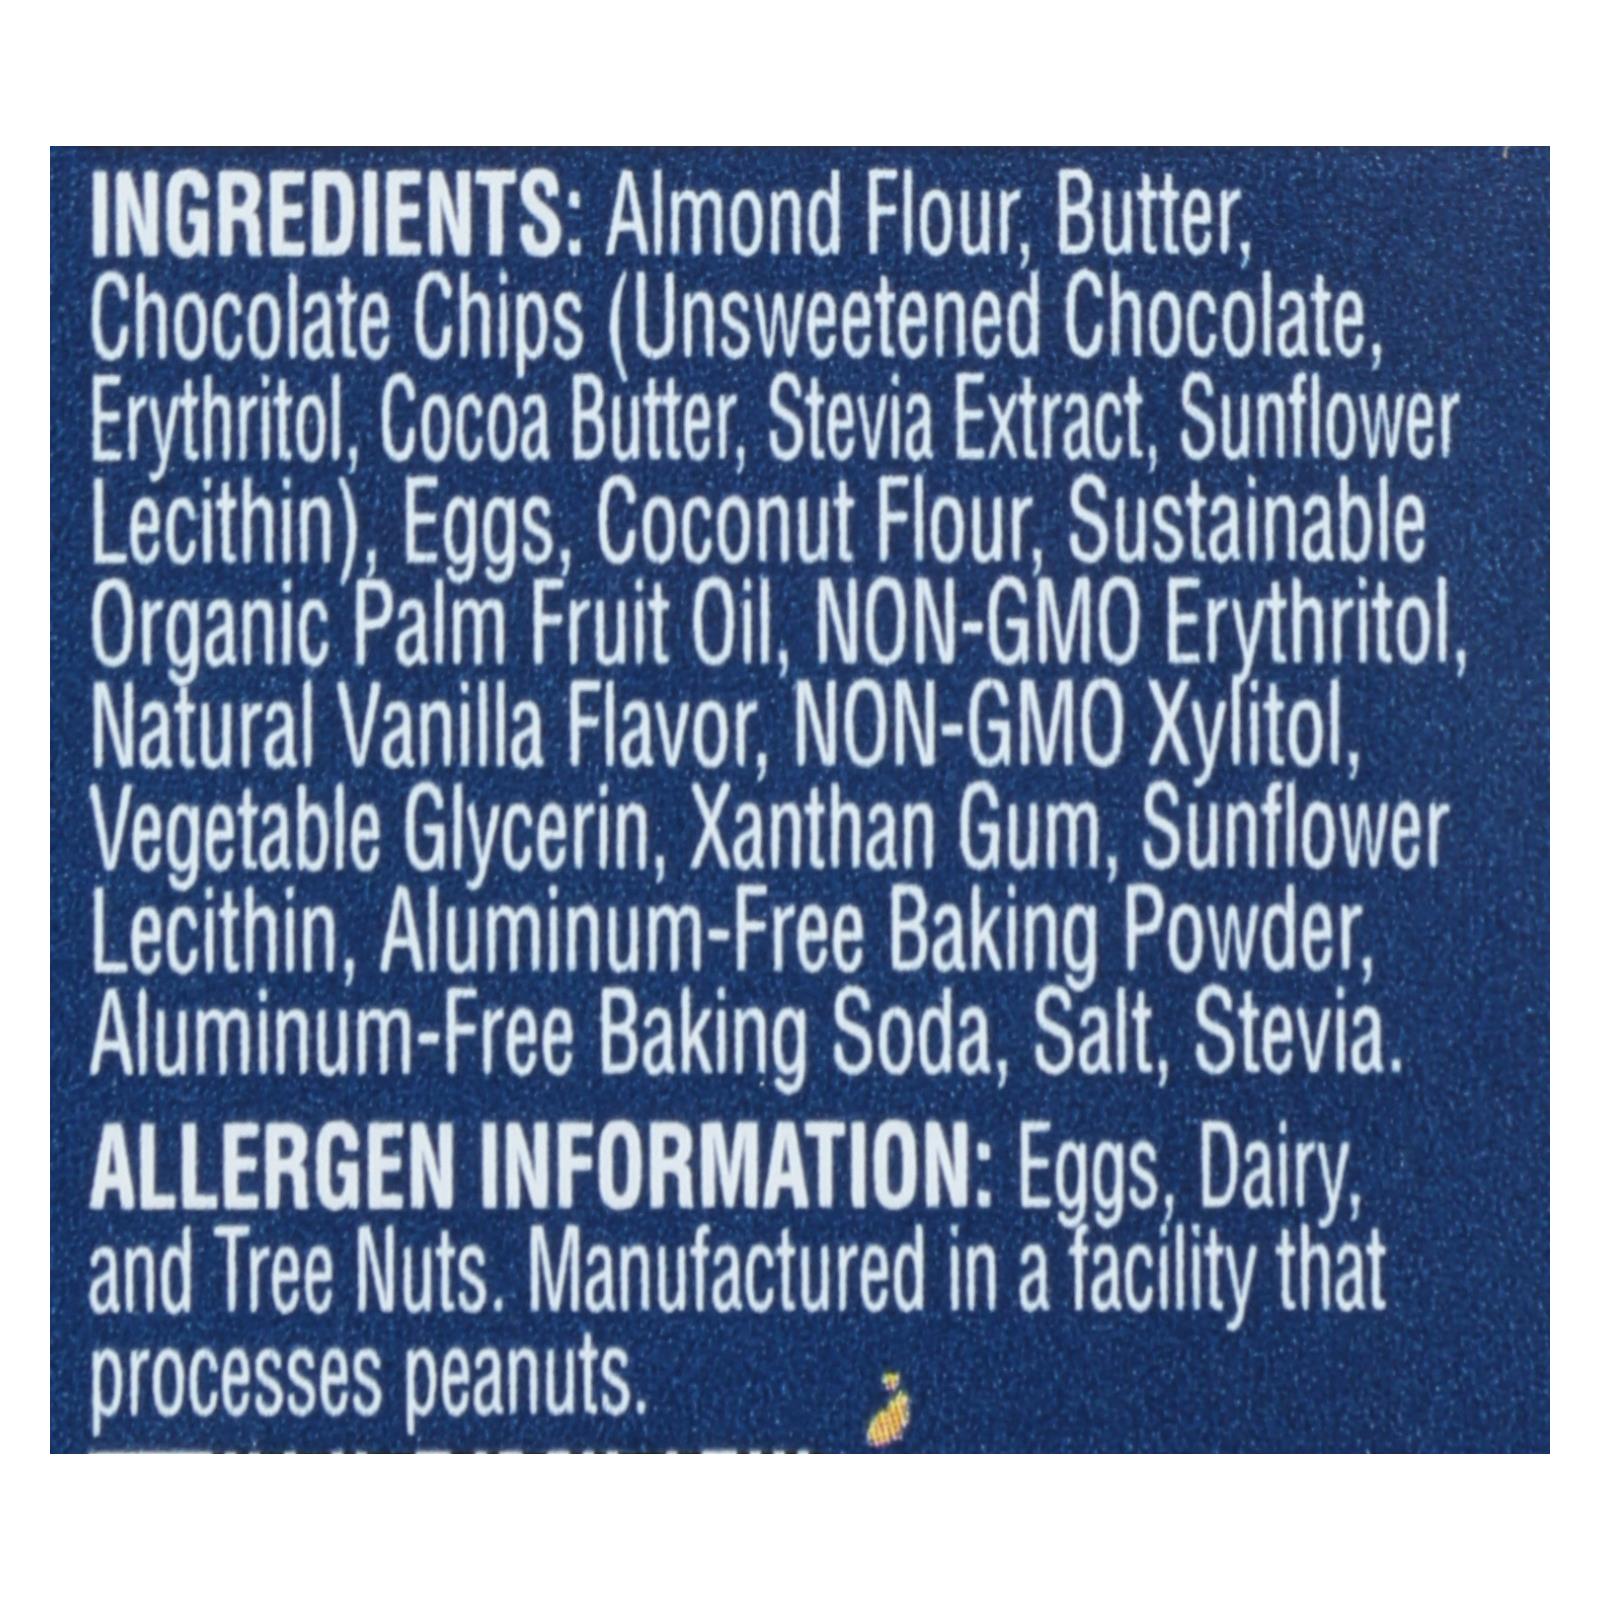 INGREDIENTS: Almond Flour, Butter,
Chocolate Chips (Unsweetened Chocolate,
Erythritol, Cocoa Butter, Stevia Extract, Sunflower
Lecithin), Eggs, Coconut Flour, Sustainable
Organic Palm Fruit Oil, NON-GMO Erythritol,
Natural Vanilla Flavor, NON-GMO Xylitol,
Vegetable Glycerin, Xanthan Gum, Sunflower
Lecithin, Aluminum-Free Baking Powder,
Aluminum-Free Baking Soda, Salt, Stevia.
ALLERGEN INFORMATION: Eggs, Dairy,
and Tree Nuts. Manufactured in a facility that
processes peanuts.